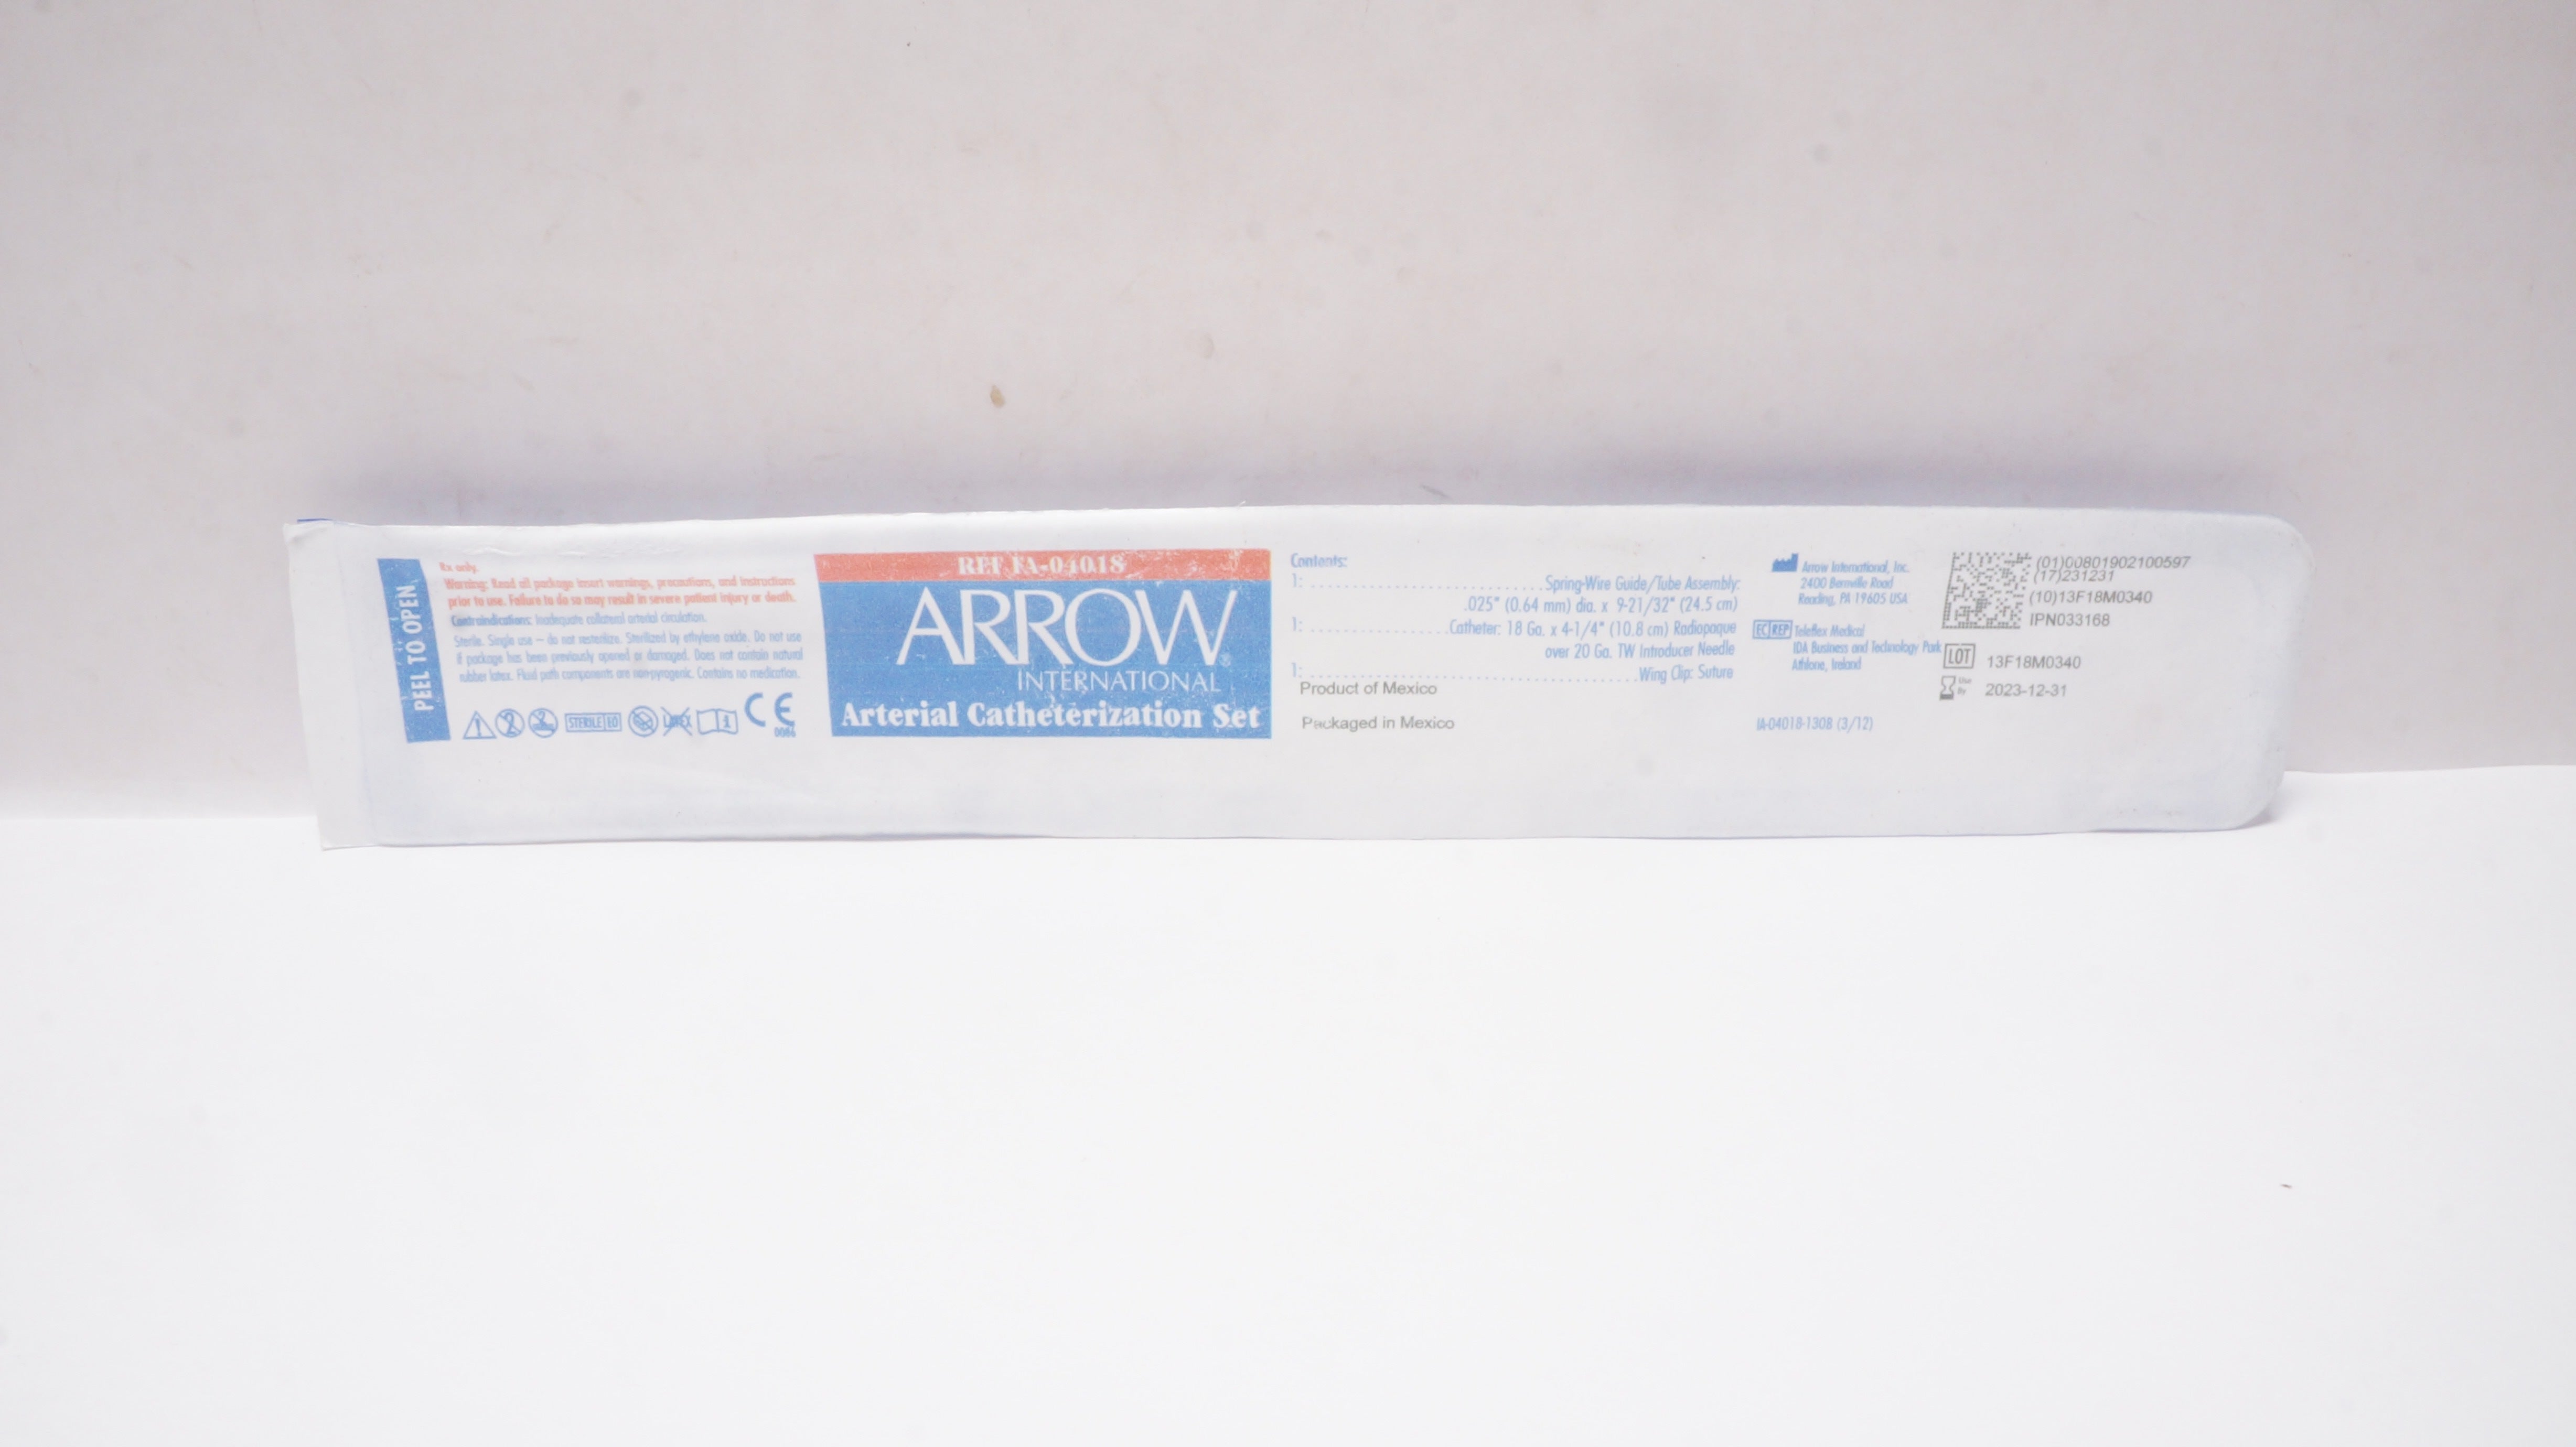 PEEL TO OPEN
Rx only.
Warning: Read all package insert warnings, precautions, and instructions
prior to use. Failure to do so may result in severe patient injury or death.
Contraindications: Inadequate collateral arterial circulation.
Sterile. Single use – do not resterilize. Sterilized by ethylene oxide. Do not use
if package has been previously opened or damaged. Does not contain natural
rubber latex. Fluid path components are non-pyrogenic. Contains no medication.
2 STERILE EO LATEX CE
0086
REF FA-04018
ARROW®
INTERNATIONAL
Arterial Catheterization Set
Contents:
1: Spring-Wire Guide/Tube Assembly:
.025" (0.64 mm) dia. x 9-21/32" (24.5 cm)
1: Catheter: 18 Ga. x 4-1/4" (10.8 cm) Radiopaque
over 20 Ga. TW Introducer Needle
1: Wing Clip: Suture
Product of Mexico
Packaged in Mexico
Arrow International, Inc.
2400 Bernville Road
Reading, PA 19605 USA
EC REP Teleflex Medical
IDA Business and Technology Park
Athlone, Ireland
IA-04018-130B (3/12)
(01)00801902100597
(17)231231
(10)13F18M0340
IPN033168
LOT 13F18M0340
Use By 2023-12-31